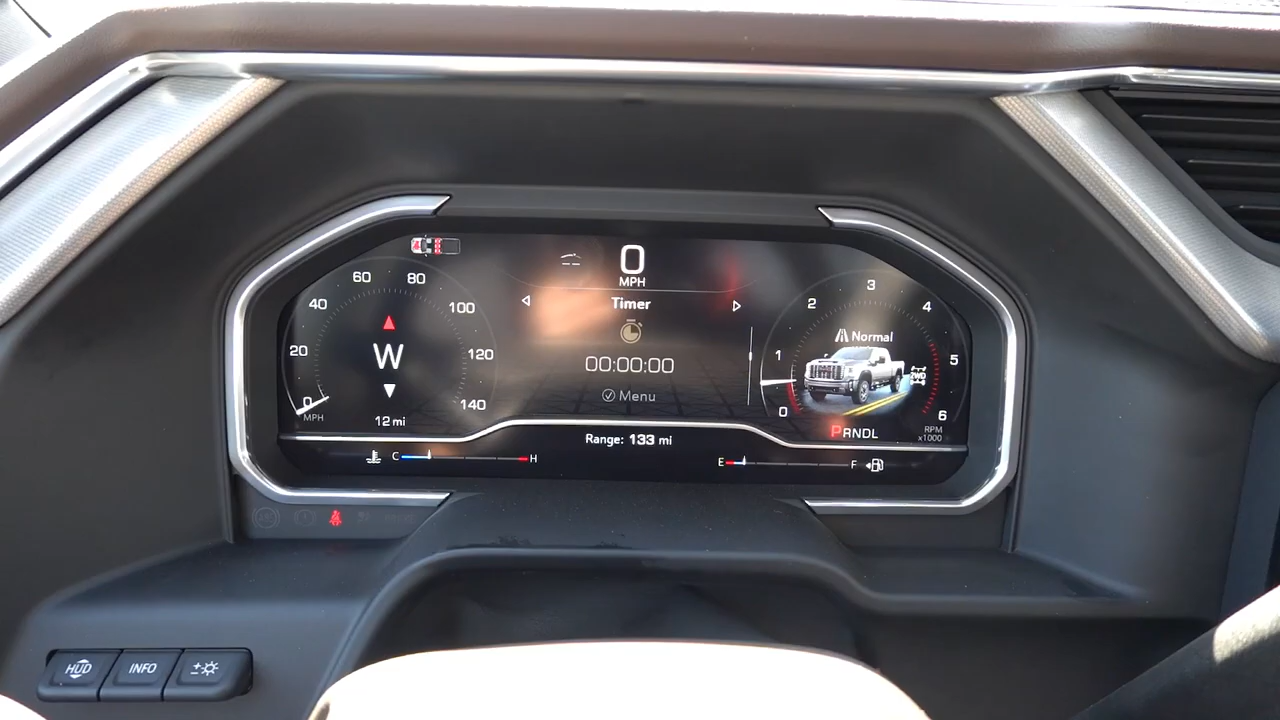 0
MPH
Timer
00:00:00
Menu
Range: 133 mi
0
20
40
60
80
100
120
140
MPH
W
12 mi
0
1
2
3
4
5
6
Normal
2WD
PRNDL
RPM
x1000
C H
E F
HUD
INFO